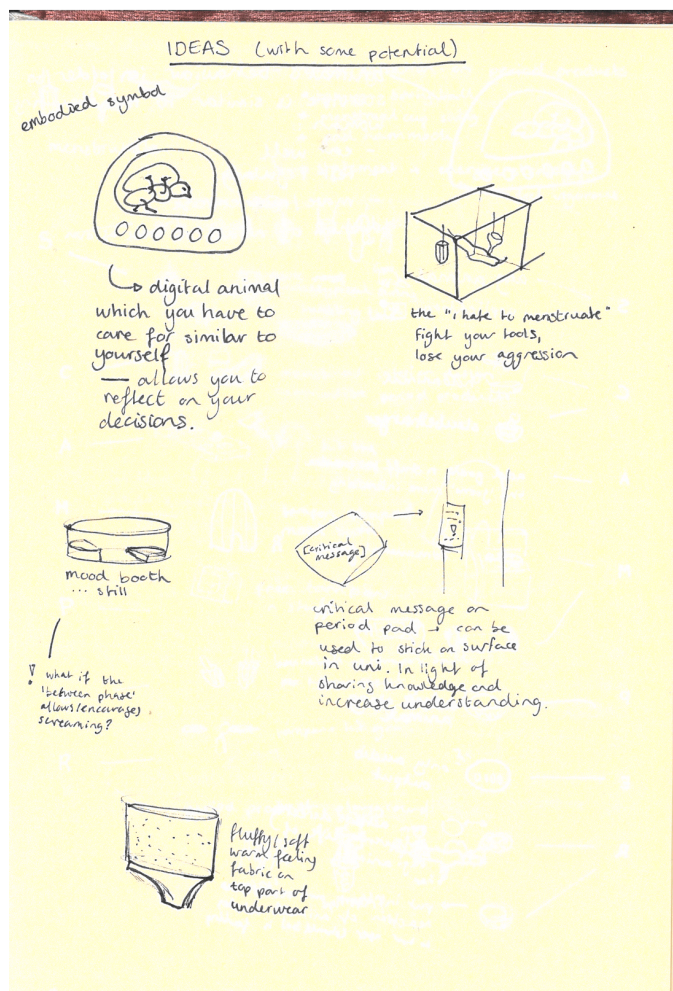 IDEAS (with some potential)
embodied symbol
digital animal
which you have to
care for similar to
yourself
— allows you to
reflect on your
decisions.
the "I hate to menstruate"
Fight your tools,
lose your aggression
mood booth
... still
! what if the
'between phase'
allows/encourages
screaming?
[critical
message]
critical message on
period pad → can be
used to stick on surface
in uni. In light of
sharing knowledge and
increase understanding.
fluffy/soft
warm feeling
fabric on
top part of
underwear